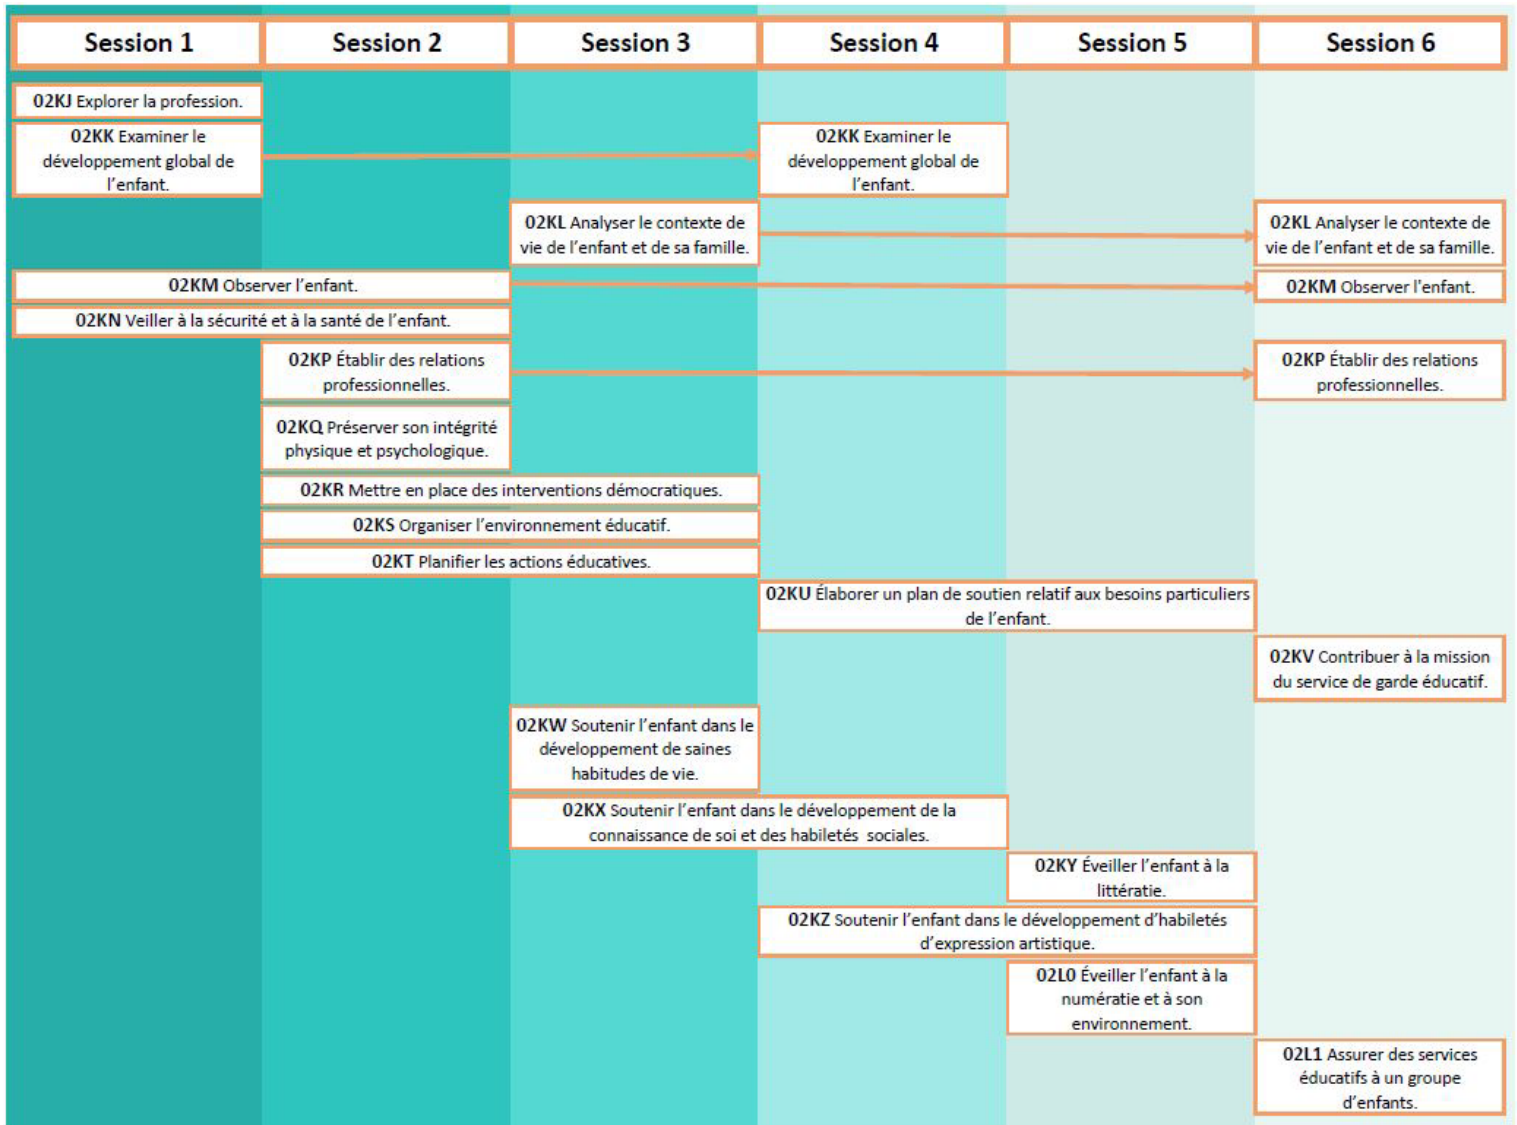 Session 1
Session 2
Session 3
Session 4
Session 5
Session 6
02KJ Explorer la profession.
02KK Examiner le
développement global de
l'enfant.
02KK Examiner le
développement global de
l'enfant.
02KL Analyser le contexte de
vie de l'enfant et de sa famille.
02KL Analyser le contexte de
vie de l'enfant et de sa famille.
02KM Observer l'enfant.
02KM Observer l'enfant.
02KN Veiller à la sécurité et à la santé de l'enfant.
02KP Établir des relations
professionnelles.
02KP Établir des relations
professionnelles.
02KQ Préserver son intégrité
physique et psychologique.
02KR Mettre en place des interventions démocratiques.
02KS Organiser l'environnement éducatif.
02KT Planifier les actions éducatives.
02KU Élaborer un plan de soutien relatif aux besoins particuliers
de l'enfant.
02KV Contribuer à la mission
du service de garde éducatif.
02KW Soutenir l'enfant dans le
développement de saines
habitudes de vie.
02KX Soutenir l'enfant dans le développement de la
connaissance de soi et des habiletés sociales.
02KY Éveiller l'enfant à la
littératie.
02KZ Soutenir l'enfant dans le développement d'habiletés
d'expression artistique.
02L0 Éveiller l'enfant à la
numératie et à son
environnement.
02L1 Assurer des services
éducatifs à un groupe
d'enfants.